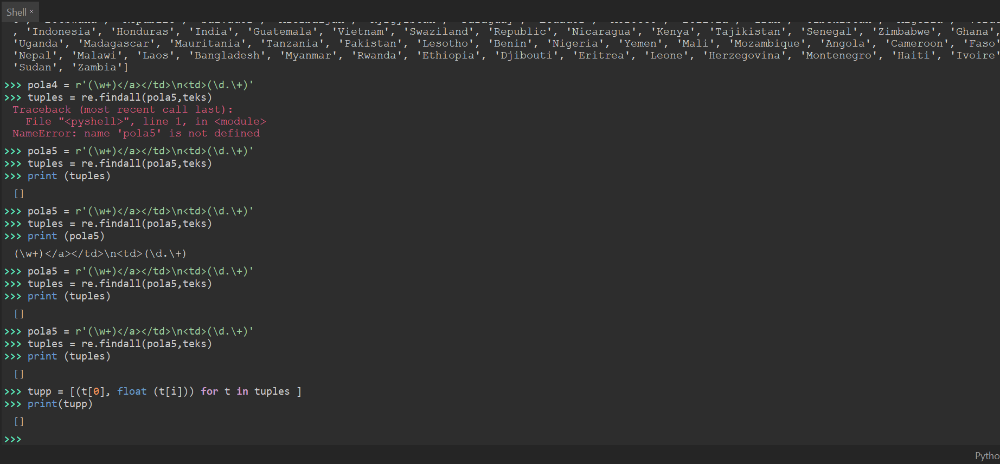 Shell ×
, 'Indonesia', 'Honduras', 'India', 'Guatemala', 'Vietnam', 'Swaziland', 'Republic', 'Nicaragua', 'Kenya', 'Tajikistan', 'Senegal', 'Zimbabwe', 'Ghana',
'Uganda', 'Madagascar', 'Mauritania', 'Tanzania', 'Pakistan', 'Lesotho', 'Benin', 'Nigeria', 'Yemen', 'Mali', 'Mozambique', 'Angola', 'Cameroon', 'Faso'
'Nepal', 'Malawi', 'Laos', 'Bangladesh', 'Myanmar', 'Rwanda', 'Ethiopia', 'Djibouti', 'Eritrea', 'Leone', 'Herzegovina', 'Montenegro', 'Haiti', 'Ivoire'
'Sudan', 'Zambia']
>>> pola4 = r'(\w+)</a></td>\n<td>(\d.\+)'
>>> tuples = re.findall(pola5,teks)
Traceback (most recent call last):
File "<pyshell>", line 1, in <module>
NameError: name 'pola5' is not defined
>>> pola5 = r'(\w+)</a></td>\n<td>(\d.\+)'
>>> tuples = re.findall(pola5,teks)
>>> print (tuples)
[]
>>> pola5 = r'(\w+)</a></td>\n<td>(\d.\+)'
>>> tuples = re.findall(pola5,teks)
>>> print (pola5)
(\w+)</a></td>\n<td>(\d.\+)
>>> pola5 = r'(\w+)</a></td>\n<td>(\d.\+)'
>>> tuples = re.findall(pola5,teks)
>>> print (tuples)
[]
>>> pola5 = r'(\w+)</a></td>\n<td>(\d.\+)'
>>> tuples = re.findall(pola5,teks)
>>> print (tuples)
[]
>>> tupp = [(t[0], float (t[i])) for t in tuples ]
>>> print(tupp)
[]
>>>
Pytho